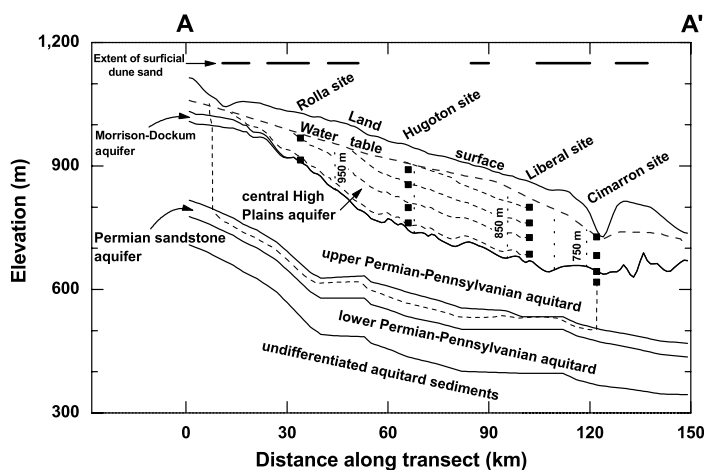 A
A'
1,200
Extent of surficial
dune sand
Rolla site
Land
Hugoton site
Morrison-Dockum
aquifer
Water table
surface
Liberal site
900
950 m
Cimarron site
central High
Plains aquifer
850 m
750 m
Permian sandstone
aquifer
upper Permian-Pennsylvanian aquitard
600
lower Permian-Pennsylvanian aquitard
undifferentiated aquitard sediments
300
Elevation (m)
0
30
60
90
120
150
Distance along transect (km)